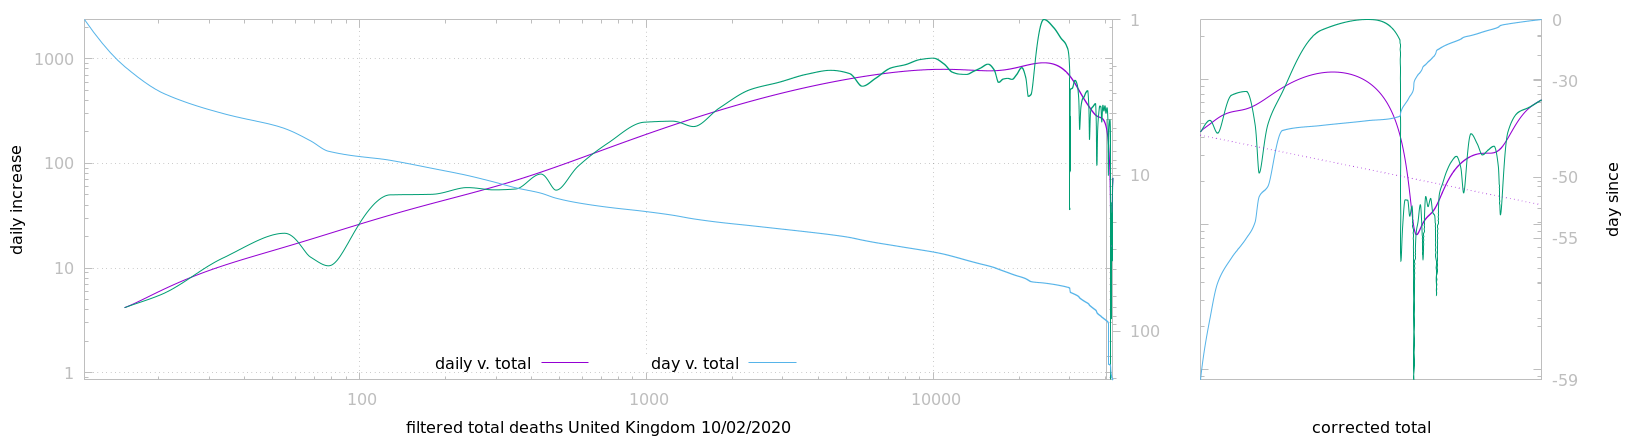 1000
100
10
1
daily increase
daily v. total
day v. total
100
1000
10000
filtered total deaths United Kingdom 10/02/2020
1
10
100
0
-30
-50
-55
-59
day since
corrected total